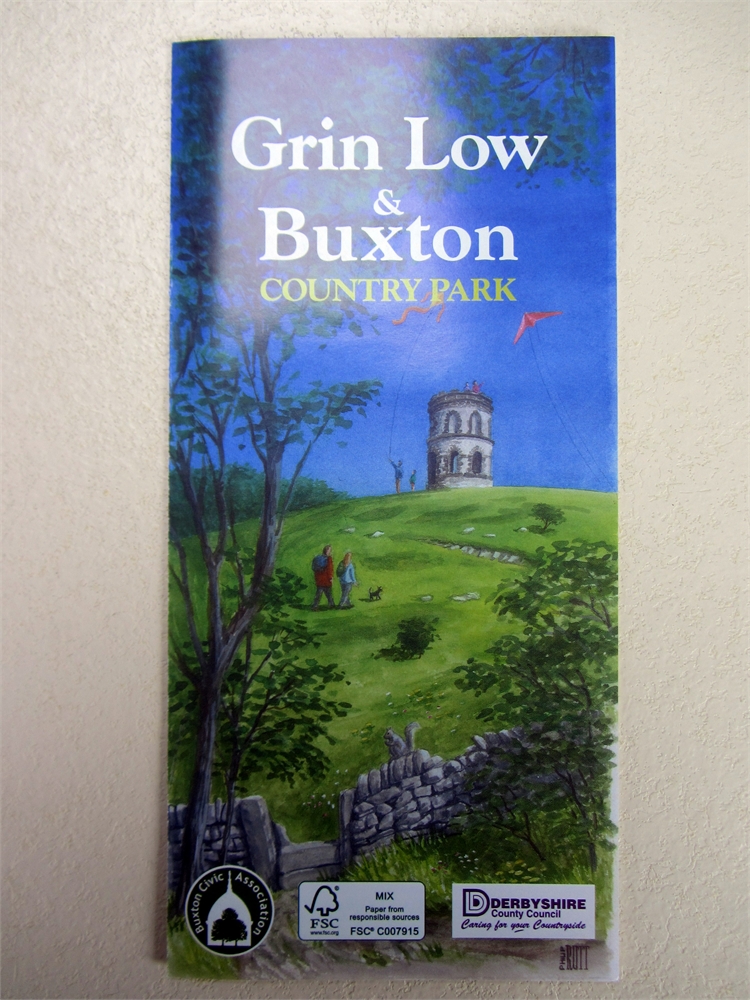 Grin Low
&
Buxton
COUNTRY PARK
Buxton Civic Association
FSC
www.fsc.org
MIX
Paper from
responsible sources
FSC® C007915
DERBYSHIRE
County Council
Caring for your Countryside